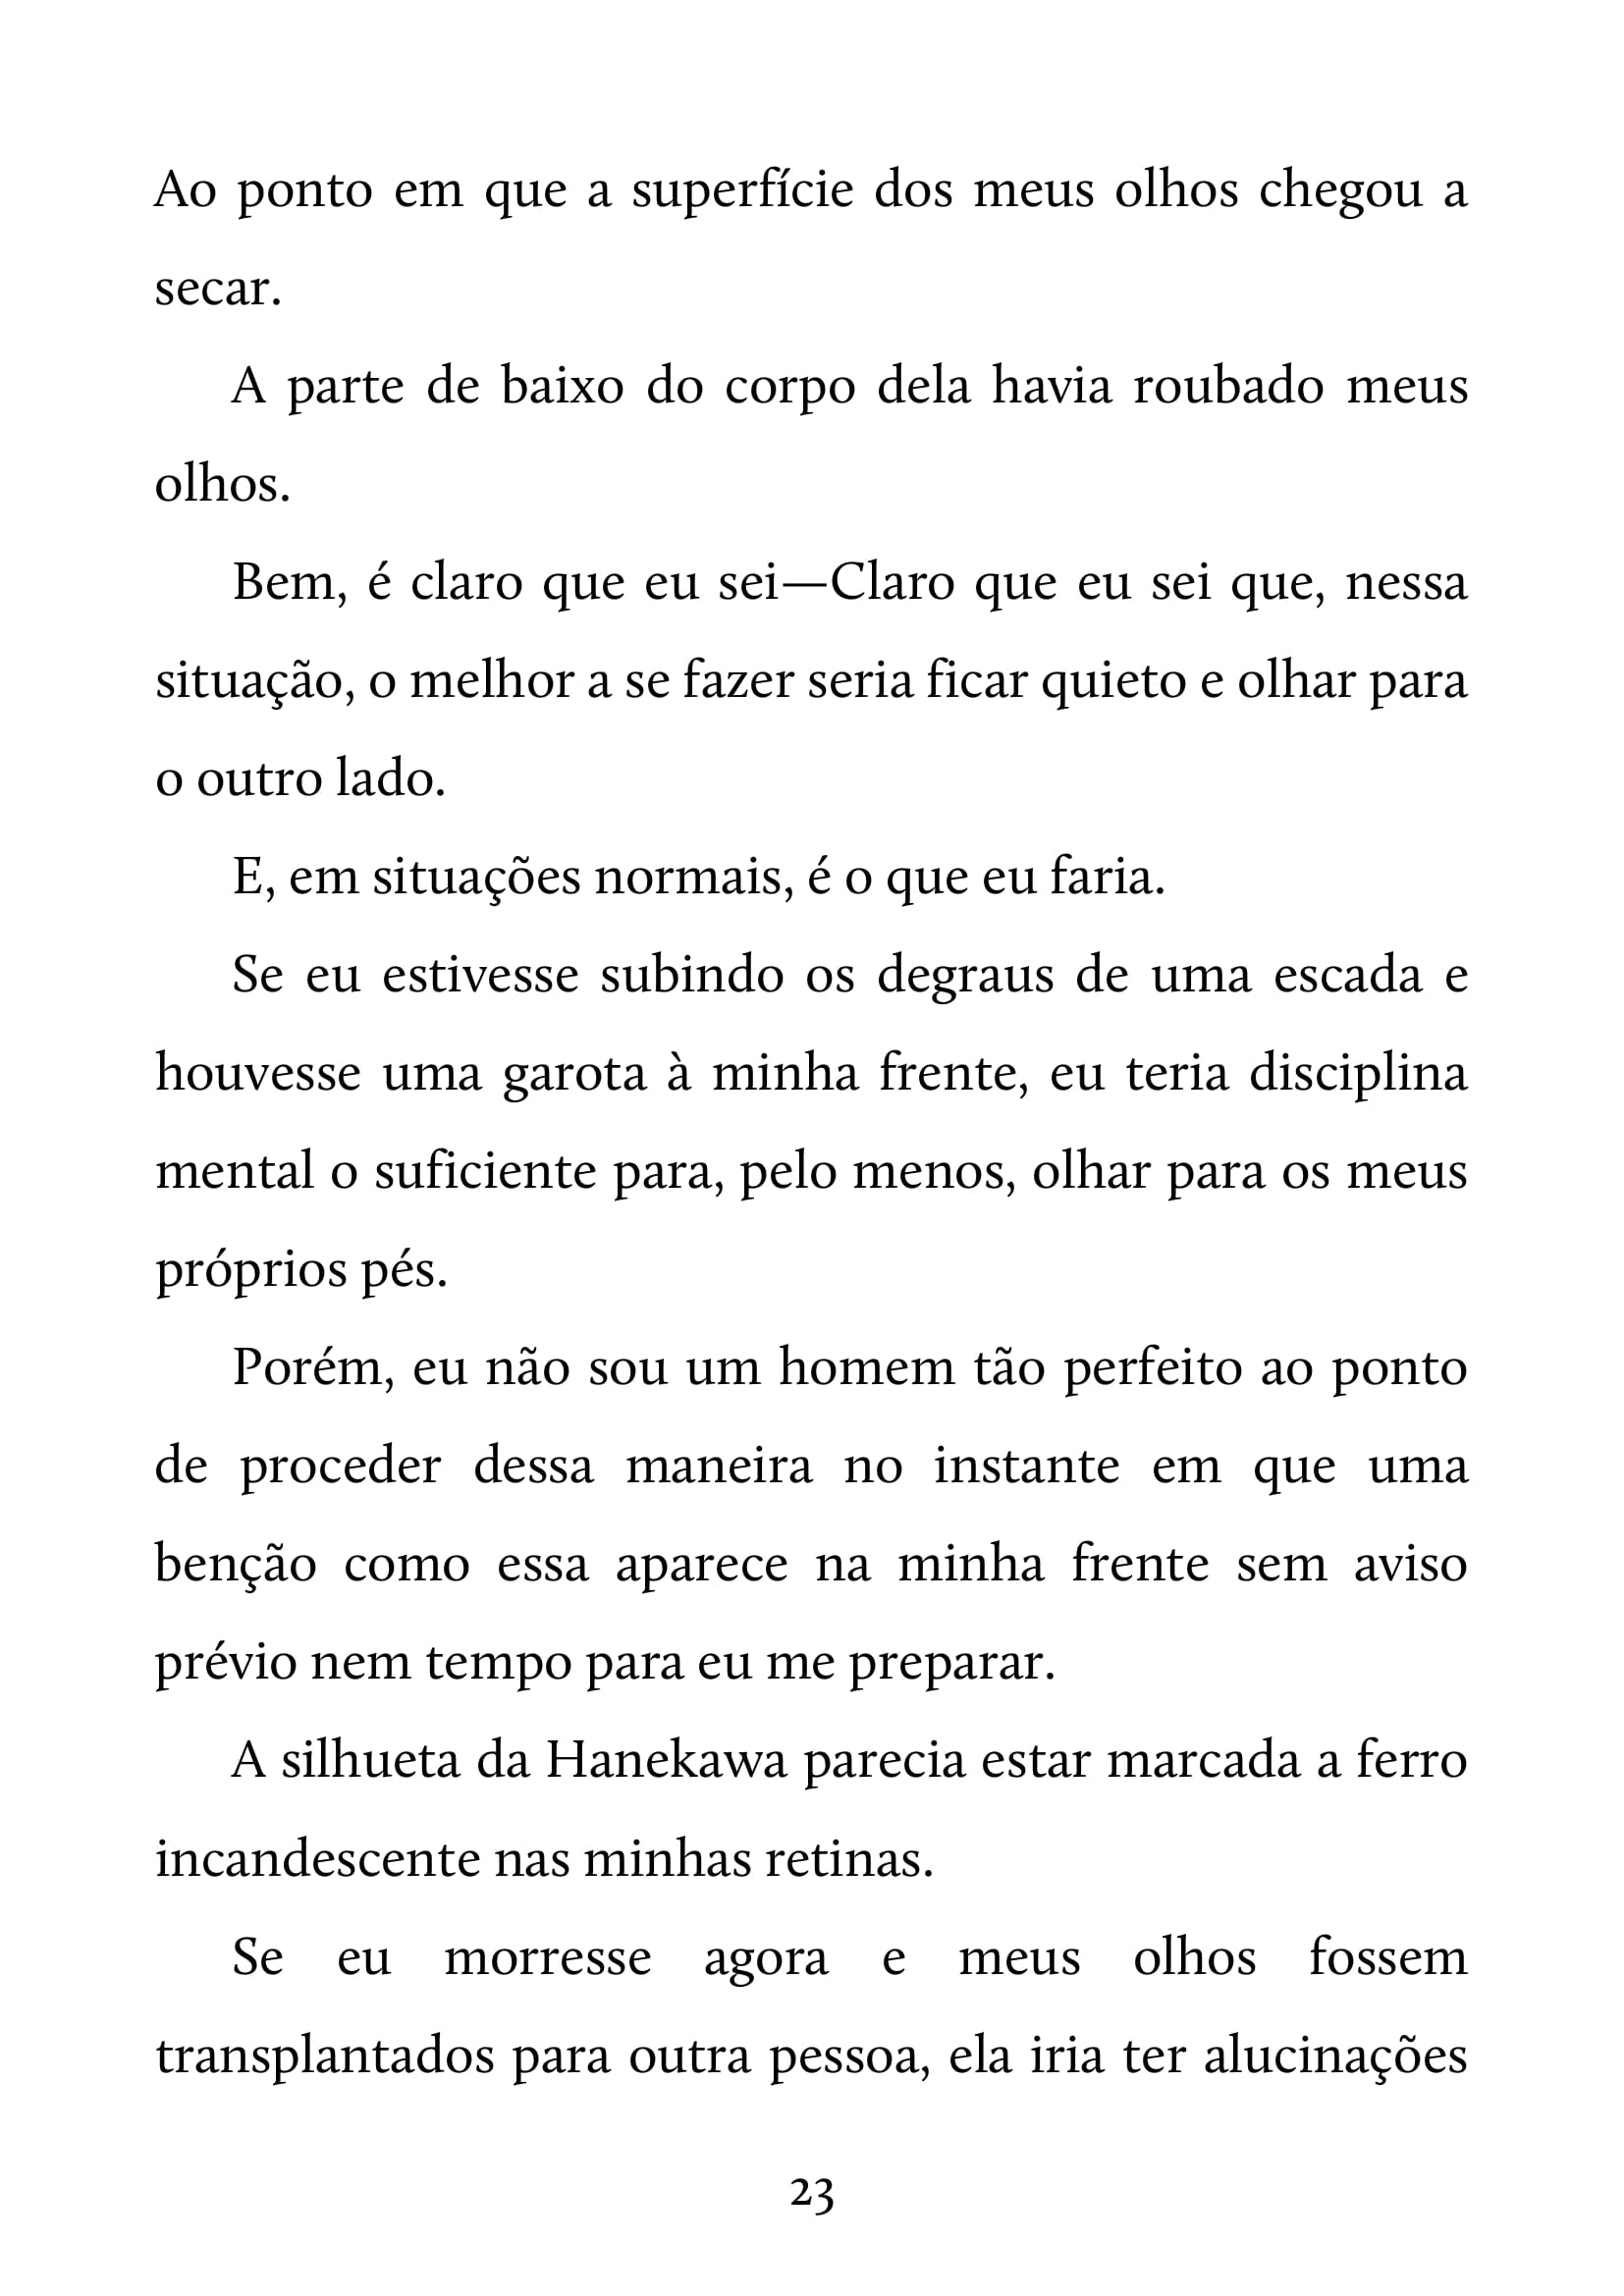 Ao ponto em que a superfície dos meus olhos chegou a
secar.
A parte de baixo do corpo dela havia roubado meus
olhos.
Bem, é claro que eu sei—Claro que eu sei que, nessa
situação, o melhor a se fazer seria ficar quieto e olhar para
o outro lado.
E, em situações normais, é o que eu faria.
Se eu estivesse subindo os degraus de uma escada e
houvesse uma garota à minha frente, eu teria disciplina
mental o suficiente para, pelo menos, olhar para os meus
próprios pés.
Porém, eu não sou um homem tão perfeito ao ponto
de proceder dessa maneira no instante em que uma
benção como essa aparece na minha frente sem aviso
prévio nem tempo para eu me preparar.
A silhueta da Hanekawa parecia estar marcada a ferro
incandescente nas minhas retinas.
Se eu morresse agora e meus olhos fossem
transplantados para outra pessoa, ela iria ter alucinações
23